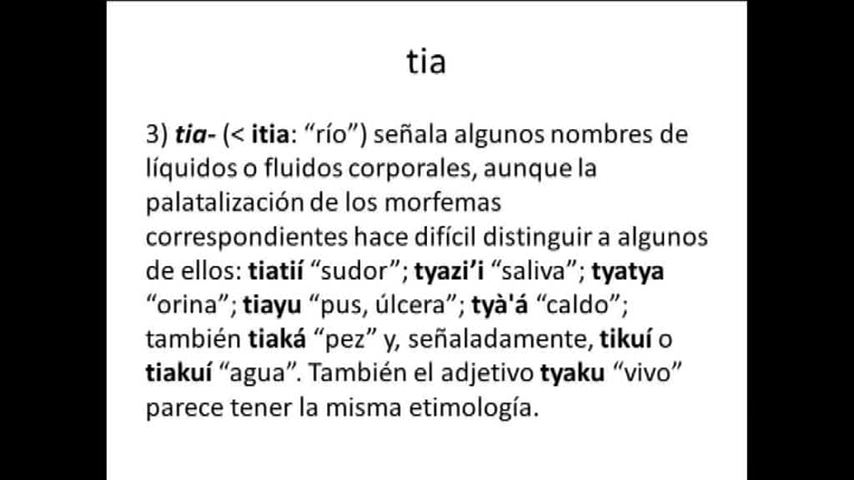 tia
3) tia- (< itia: “río”) señala algunos nombres de
líquidos o fluidos corporales, aunque la
palatalización de los morfemas
correspondientes hace difícil distinguir a algunos
de ellos: tiatií “sudor”; tyazi’i “saliva”; tyatya
“orina”; tiayu “pus, úlcera”; tyà'á “caldo”;
también tiaká “pez” y, señaladamente, tikuí o
tiakuí “agua”. También el adjetivo tyaku “vivo”
parece tener la misma etimología.